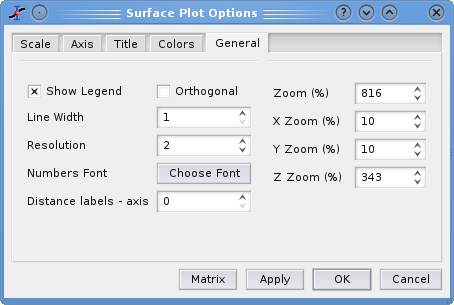 Surface Plot Options
Scale Axis Title Colors General
Show Legend Orthogonal
Line Width 1
Resolution 2
Numbers Font Choose Font
Distance labels - axis 0
Zoom (%) 816
X Zoom (%) 10
Y Zoom (%) 10
Z Zoom (%) 343
Matrix Apply OK Cancel